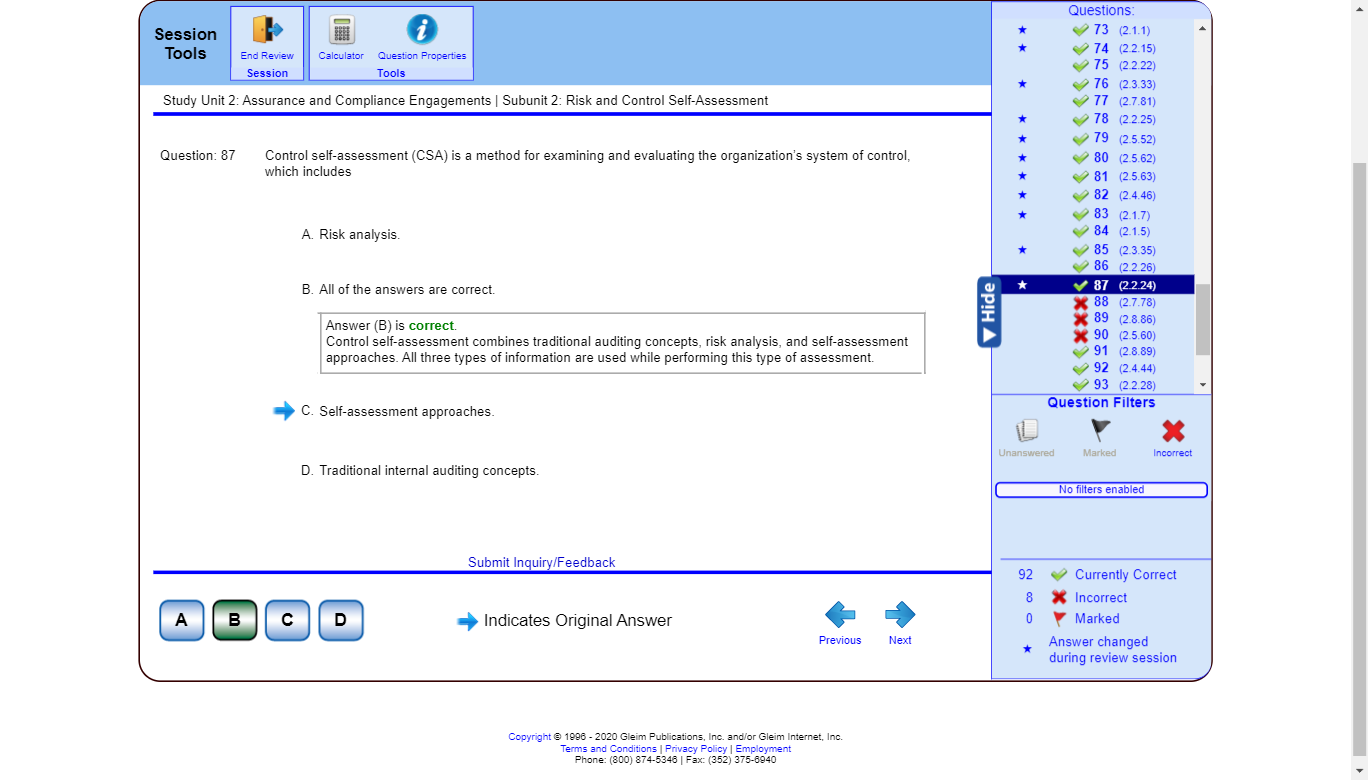 Session
Tools
End Review
Session
Calculator
Question Properties
Tools
Study Unit 2: Assurance and Compliance Engagements | Subunit 2: Risk and Control Self-Assessment
Question: 87
Control self-assessment (CSA) is a method for examining and evaluating the organization's system of control,
which includes
A. Risk analysis.
B. All of the answers are correct.
Answer (B) is correct.
Control self-assessment combines traditional auditing concepts, risk analysis, and self-assessment
approaches. All three types of information are used while performing this type of assessment.
C. Self-assessment approaches.
D. Traditional internal auditing concepts.
Submit Inquiry/Feedback
A B C D
Indicates Original Answer
Previous
Next
Questions:
73 (2.1.1)
74 (2.2.15)
75 (2.2.22)
76 (2.3.33)
77 (2.7.81)
78 (2.2.25)
79 (2.5.52)
80 (2.5.62)
81 (2.5.63)
82 (2.4.46)
83 (2.1.7)
84 (2.1.5)
85 (2.3.35)
86 (2.2.26)
87 (2.2.24)
88 (2.7.78)
89 (2.8.86)
90 (2.5.60)
91 (2.8.89)
92 (2.4.44)
93 (2.2.28)
Hide
Question Filters
Unanswered
Marked
Incorrect
No filters enabled
92 Currently Correct
8 Incorrect
0 Marked
Answer changed
during review session
Copyright © 1996 - 2020 Gleim Publications, Inc. and/or Gleim Internet, Inc.
Terms and Conditions | Privacy Policy | Employment
Phone: (800) 874-5346 | Fax: (352) 375-6940